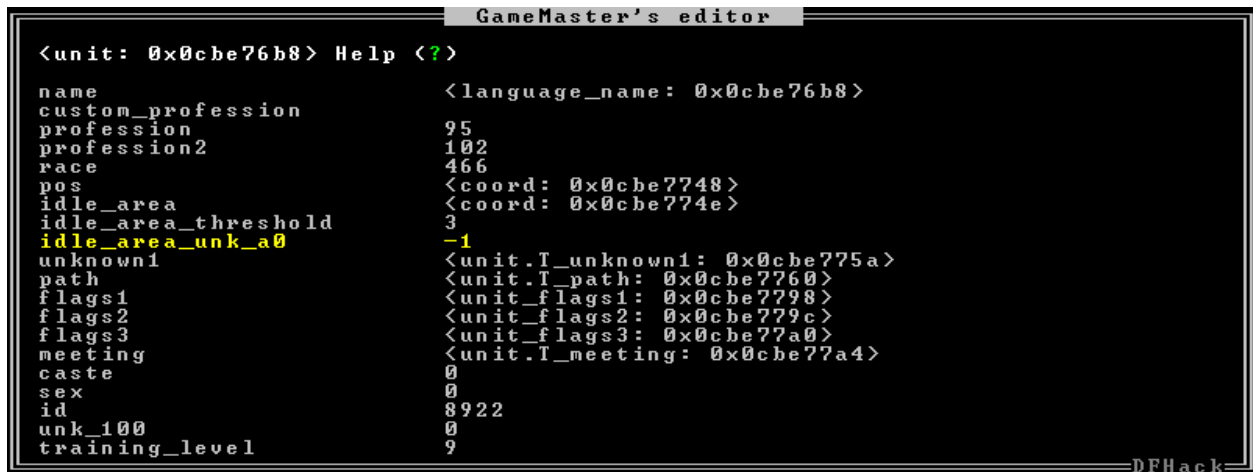 GameMaster's editor
<unit: 0x0cbe76b8> Help (?)
name <language_name: 0x0cbe76b8>
custom_profession
profession 95
profession2 102
race 466
pos <coord: 0x0cbe7748>
idle_area <coord: 0x0cbe774e>
idle_area_threshold 3
idle_area_unk_a0 -1
unknown1 <unit.T_unknown1: 0x0cbe775a>
path <unit.T_path: 0x0cbe7760>
flags1 <unit_flags1: 0x0cbe7798>
flags2 <unit_flags2: 0x0cbe779c>
flags3 <unit_flags3: 0x0cbe77a0>
meeting <unit.T_meeting: 0x0cbe77a4>
caste 0
sex 0
id 8922
unk_100 0
training_level 9
DFHack